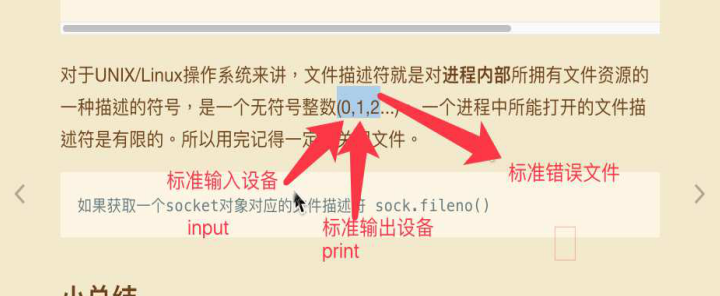 对于UNIX/Linux操作系统来讲，文件描述符就是对进程内部所拥有文件资源的
一种描述的符号，是一个无符号整数(0,1,2...)。一个进程中所能打开的文件描
述符是有限的。所以用完记得一定 关闭文件。
标准输入设备
标准错误文件
如果获取一个socket对象对应的文件描述符 sock.fileno()
input
标准输出设备
print
小总结